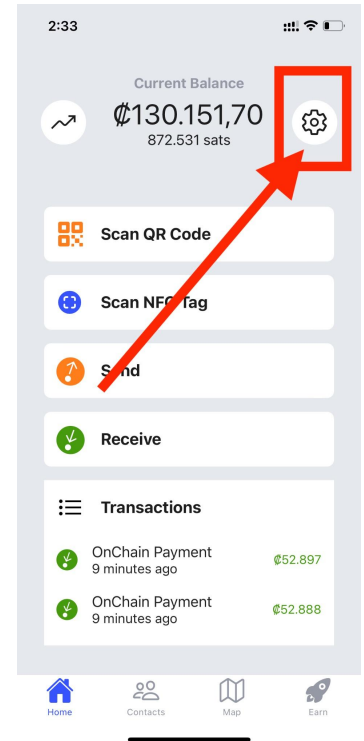 2:33
Current Balance
₡130.151,70
872.531 sats
Scan QR Code
Scan NFC Tag
Send
Receive
Transactions
OnChain Payment
₡52.897
9 minutes ago
OnChain Payment
₡52.888
9 minutes ago
Home
Contacts
Map
Earn